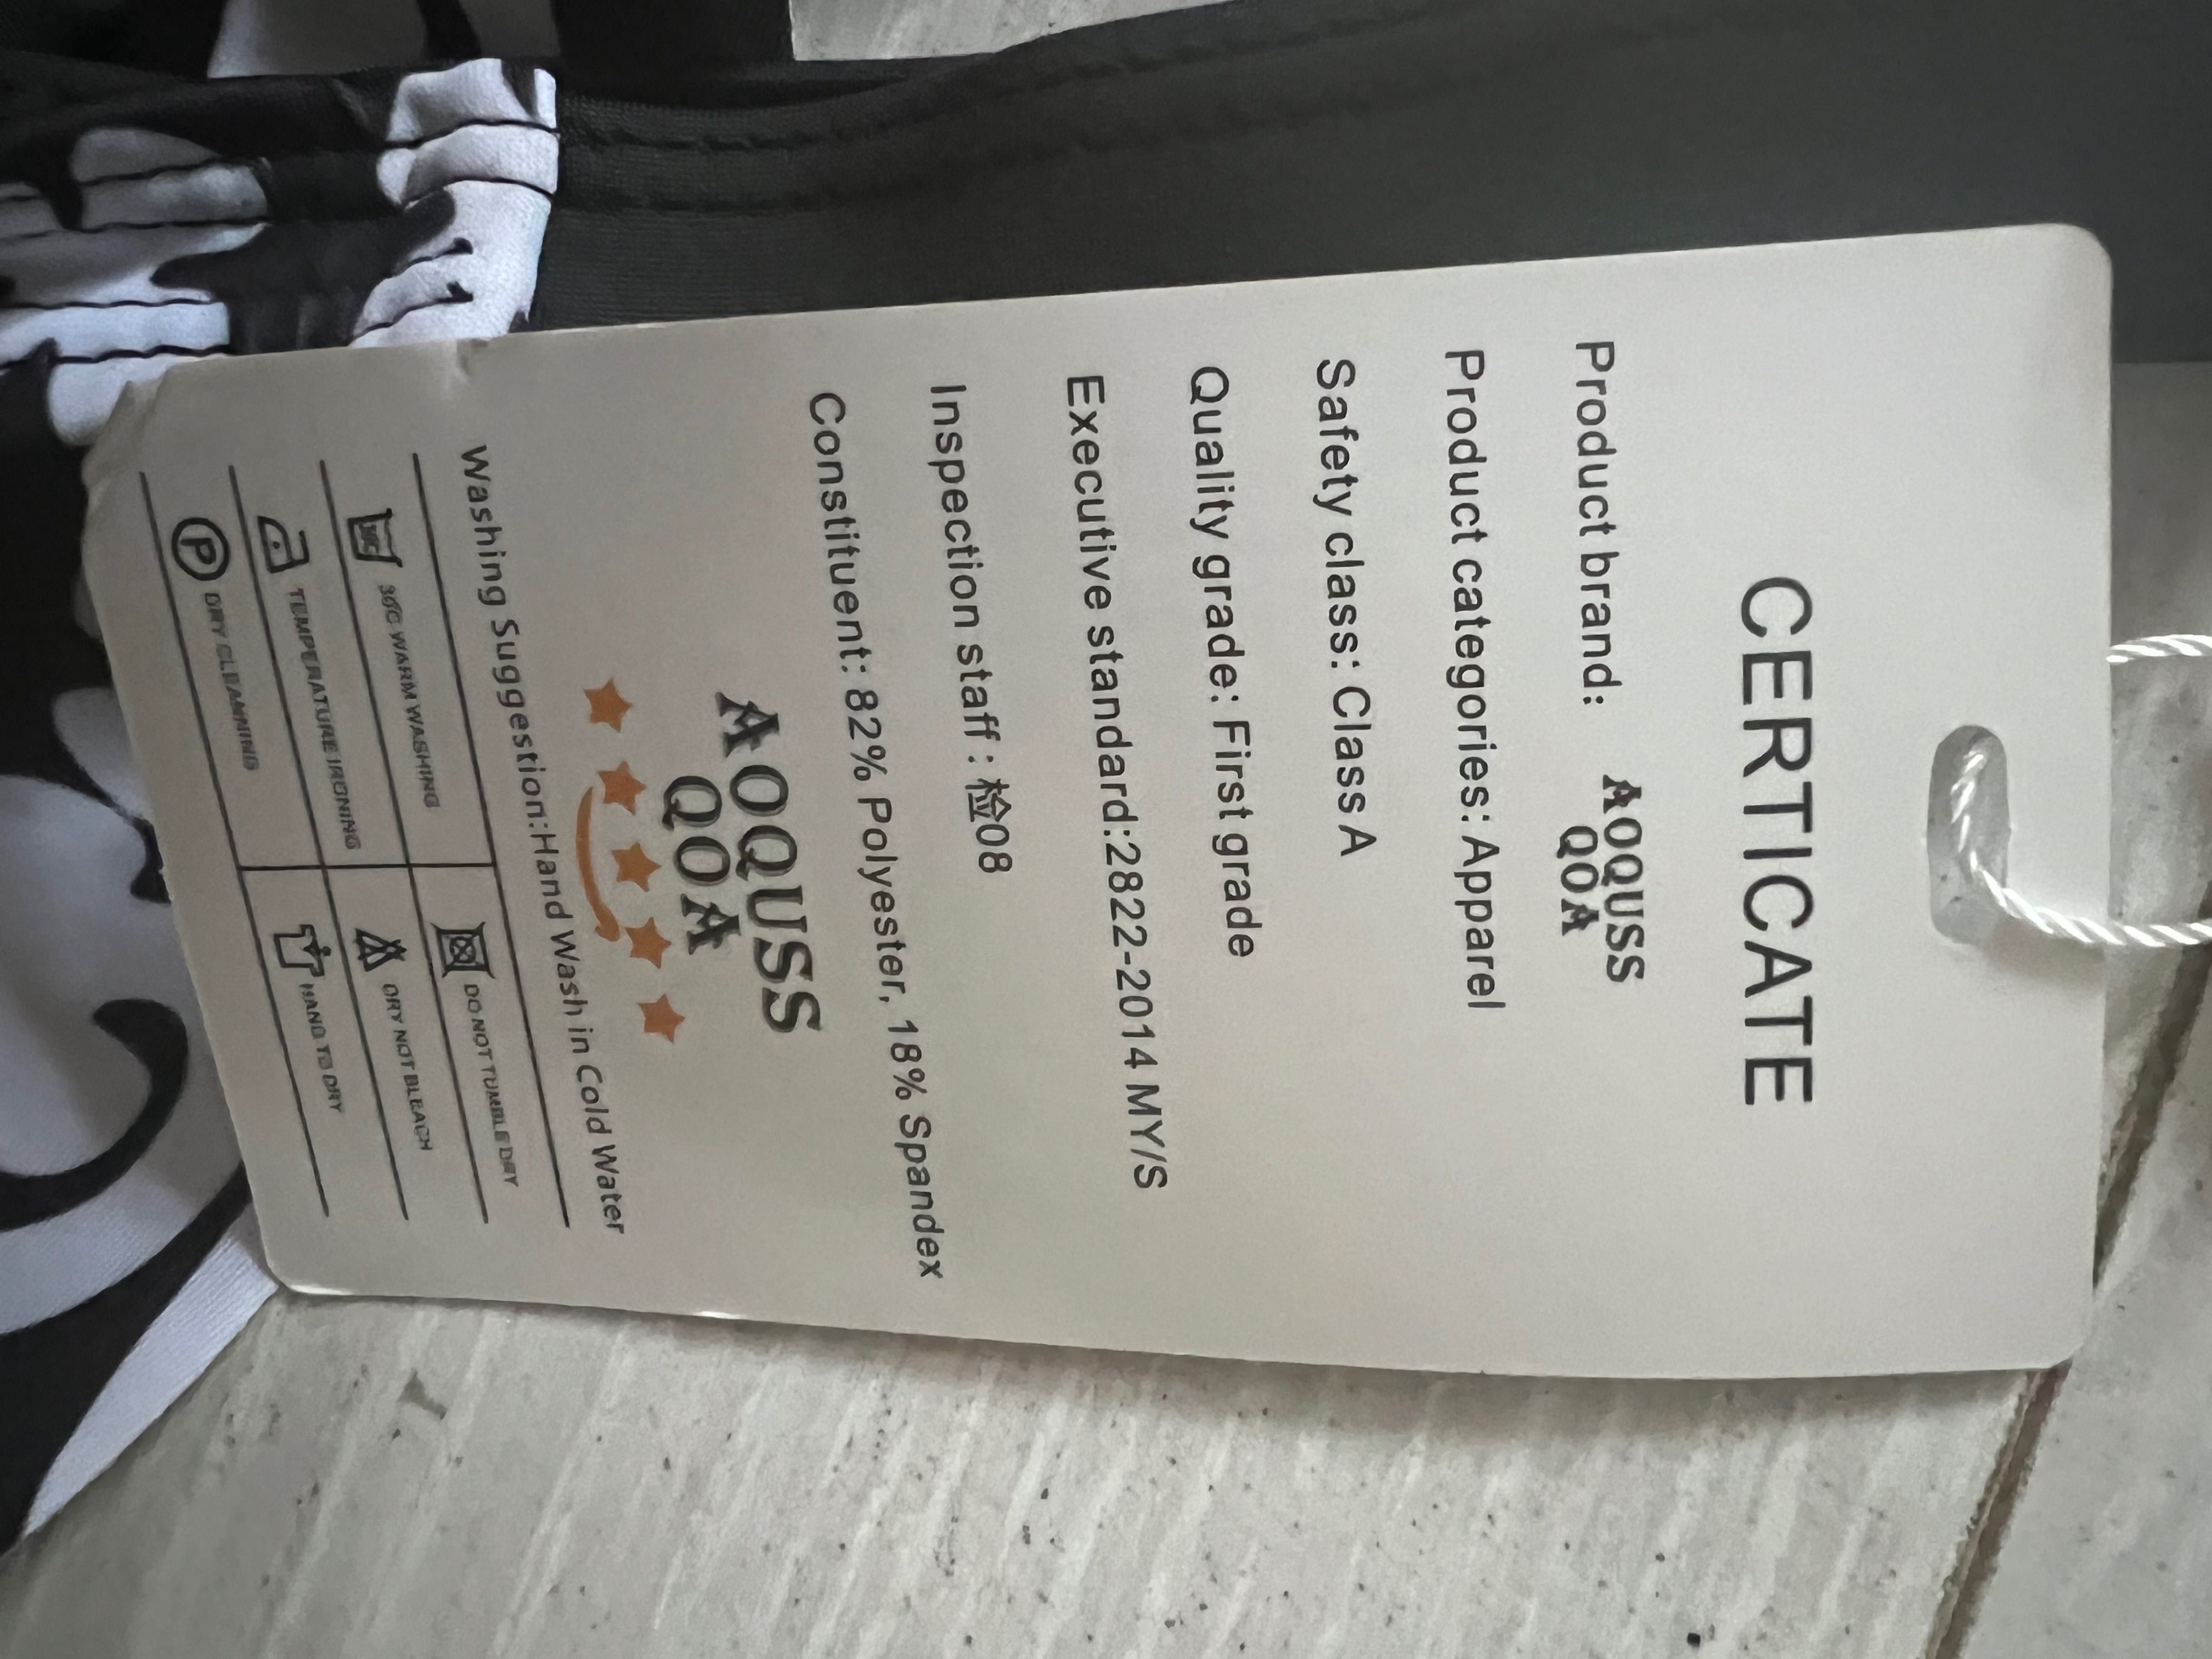 CERTICATE
Product brand: AOQUSS
QOA
Product categories: Apparel
Safety class: Class A
Quality grade: First grade
Executive standard:2822-2014 MY/S
Inspection staff : 检08
Constituent: 82% Polyester, 18% Spandex
AOQUSS
QOA
Washing Suggestion:Hand Wash in Cold Water
30°C WARM WASHING
DO NOT TUMBLE DRY
TEMPERATURE IRONING
DRY NOT BLEACH
P DRY CLEANNING
HAND TO DRY